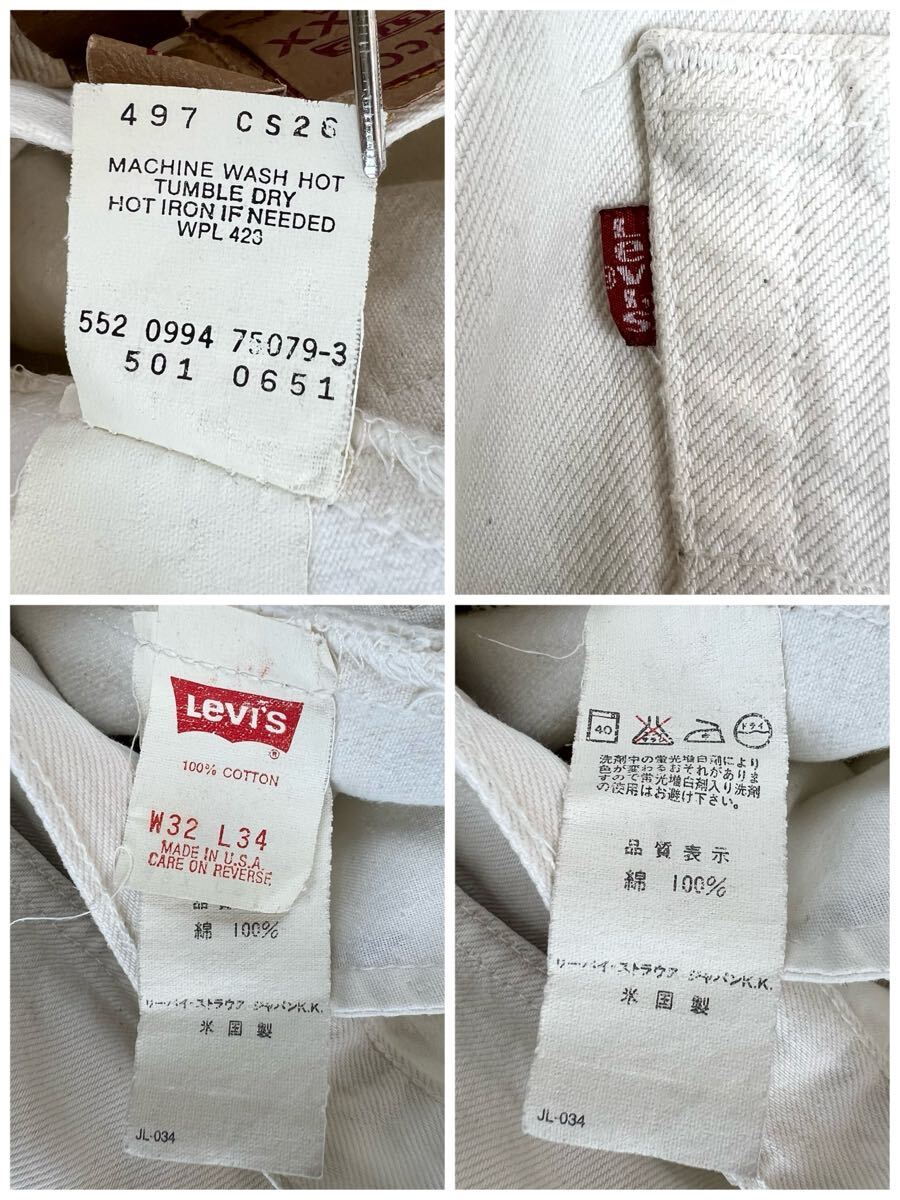 497 CS26
MACHINE WASH HOT
TUMBLE DRY
HOT IRON IF NEEDED
WPL 423
552 0994 75079-3
501 0651
LEVI'S
®
Levi's
®
100% COTTON
W32 L34
MADE IN U.S.A.
CARE ON REVERSE
綿 100%
リーバイ・ストラウア ジャパンK.K.
米国製
JL-034
40
ドライ
洗剤中の蛍光増白剤により
色が変わるおそれがありま
すので蛍光増白剤入り洗剤
の使用はお避け下さい。
品質表示
綿 100%
リーバイ・ストラウア ジャパンK.K.
米国製
JL-034